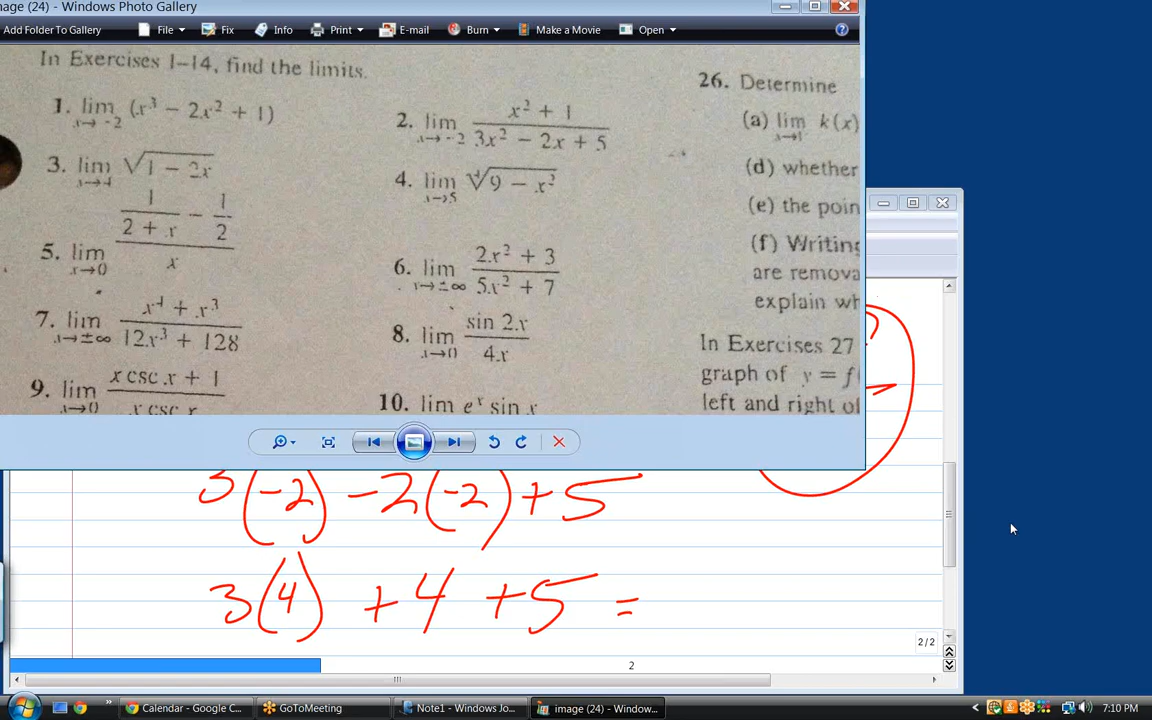 image (24) - Windows Photo Gallery
Add Folder To Gallery File Fix Info Print E-mail Burn Make a Movie Open
In Exercises 1–14, find the limits.
1. lim x→-2 (x³ − 2x² + 1)
2. lim x→-2 x² + 1 / 3x² − 2x + 5
3. lim √1 − 2x
4. lim x→5 ∜9 − x²
5. lim x→0 1 / 2 + x − 1 / 2 / x
6. lim x→±∞ 2x² + 3 / 5x² + 7
7. lim x→±∞ x⁴ + x³ / 12x³ + 128
8. lim x→0 sin 2x / 4x
9. lim x→0 x csc x + 1 / x csc x
10. lim eˣ sin x
26. Determine
(a) lim x→1 k(x)
(d) whether
(e) the poin
(f) Writing
are remova
explain wh
In Exercises 27
graph of y = f(
left and right of
3(-2) -2(-2) +5
3(4) +4 +5 =
2/2
2
Calendar - Google C... GoToMeeting Note1 - Windows Jo... image (24) - Window... 7:10 PM